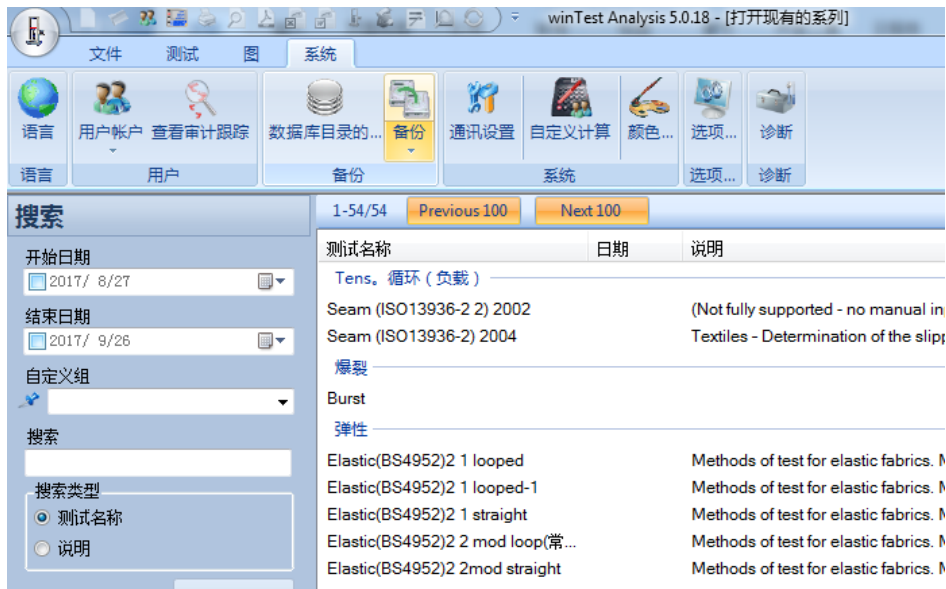 winTest Analysis 5.0.18 - [打开现有的系列]
文件 测试 图 系统
语言 用户帐户 查看审计跟踪 数据库目录的... 备份 通讯设置 自定义计算 颜色... 选项... 诊断
语言 用户 备份 系统 选项... 诊断
搜索
开始日期
2017/ 8/27
结束日期
2017/ 9/26
自定义组
搜索
搜索类型
测试名称
说明
1-54/54 Previous 100 Next 100
测试名称 日期 说明
Tens。循环（负载）
Seam (ISO13936-2 2) 2002 (Not fully supported - no manual in
Seam (ISO13936-2) 2004 Textiles - Determination of the slip
爆裂
Burst
弹性
Elastic(BS4952)2 1 looped Methods of test for elastic fabrics.
Elastic(BS4952)2 1 looped-1 Methods of test for elastic fabrics.
Elastic(BS4952)2 1 straight Methods of test for elastic fabrics.
Elastic(BS4952)2 2 mod loop(常... Methods of test for elastic fabrics.
Elastic(BS4952)2 2mod straight Methods of test for elastic fabrics.